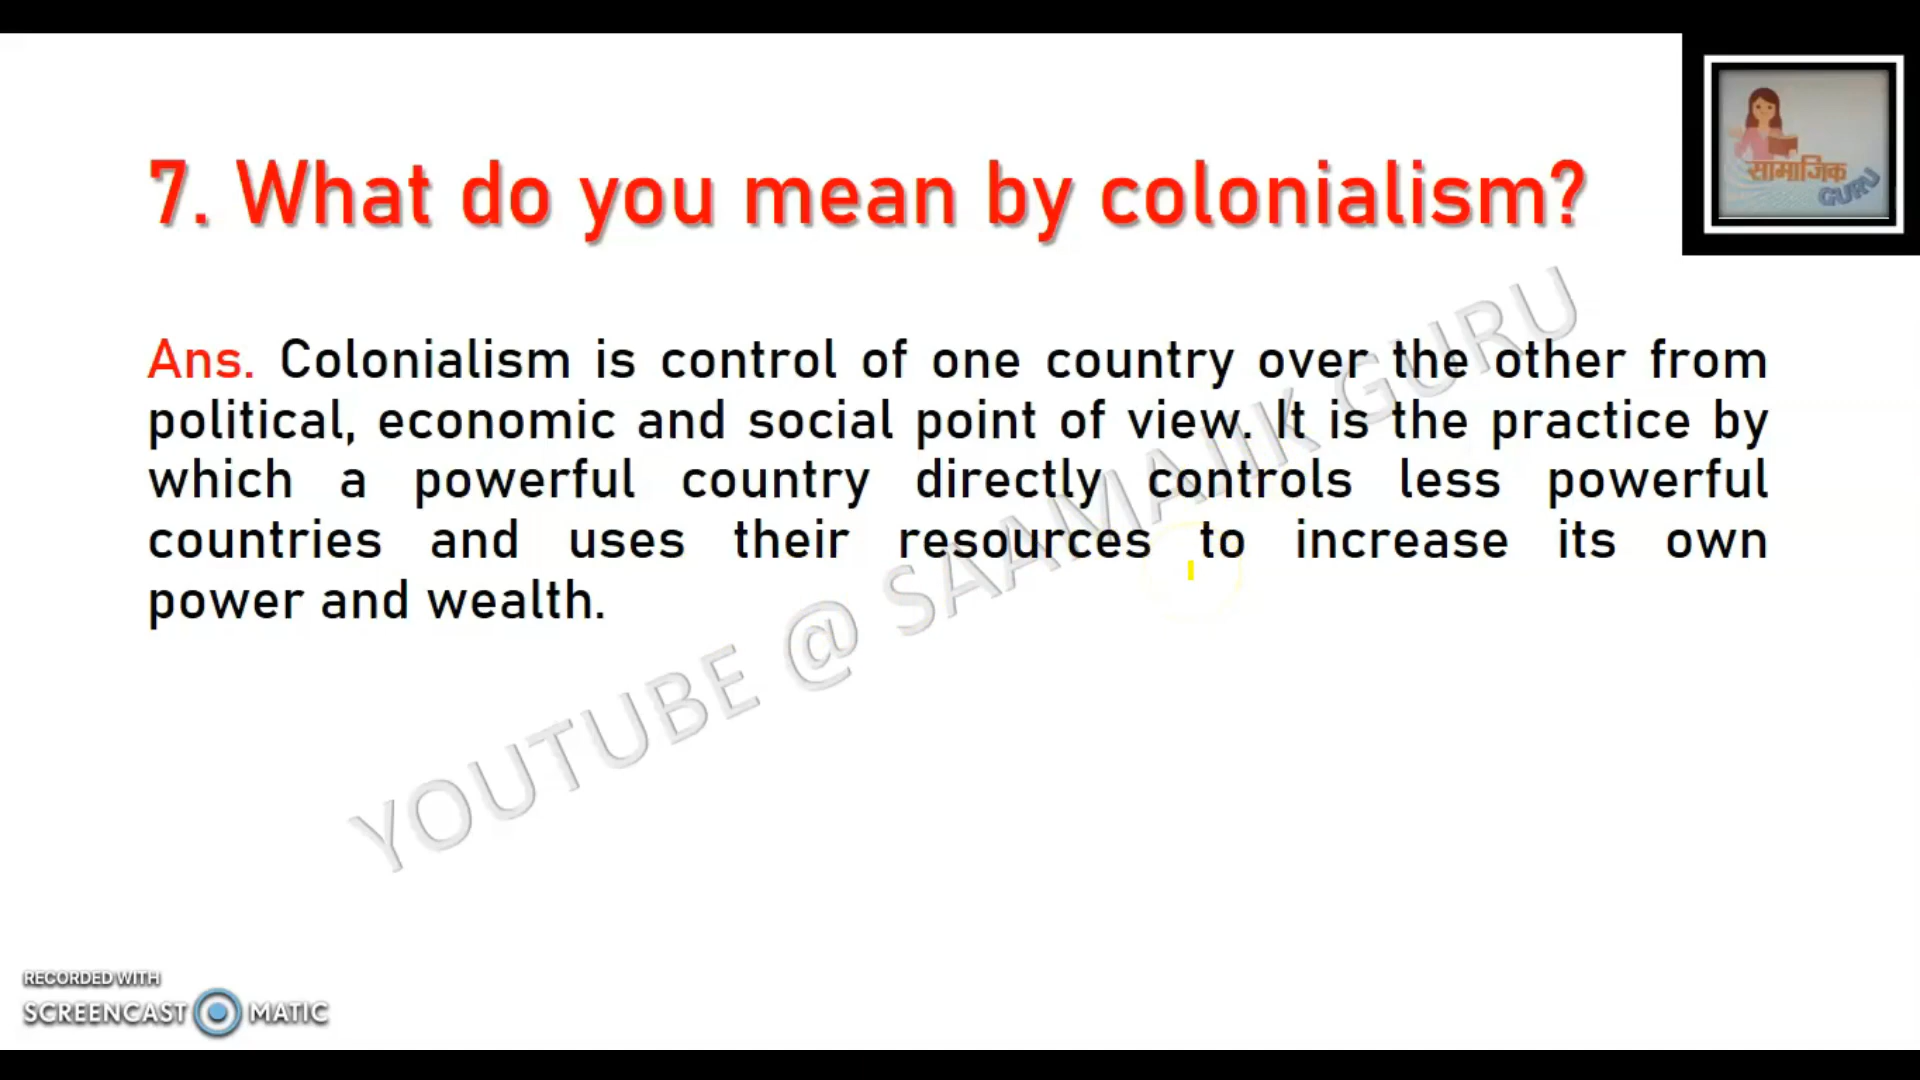 सामाजिक
GURU
7. What do you mean by colonialism?
Ans. Colonialism is control of one country over the other from
political, economic and social point of view. It is the practice by
which a powerful country directly controls less powerful
countries and uses their resources to increase its own
power and wealth.
YOUTUBE @ SAAMAJIK GURU
RECORDED WITH
SCREENCAST MATIC